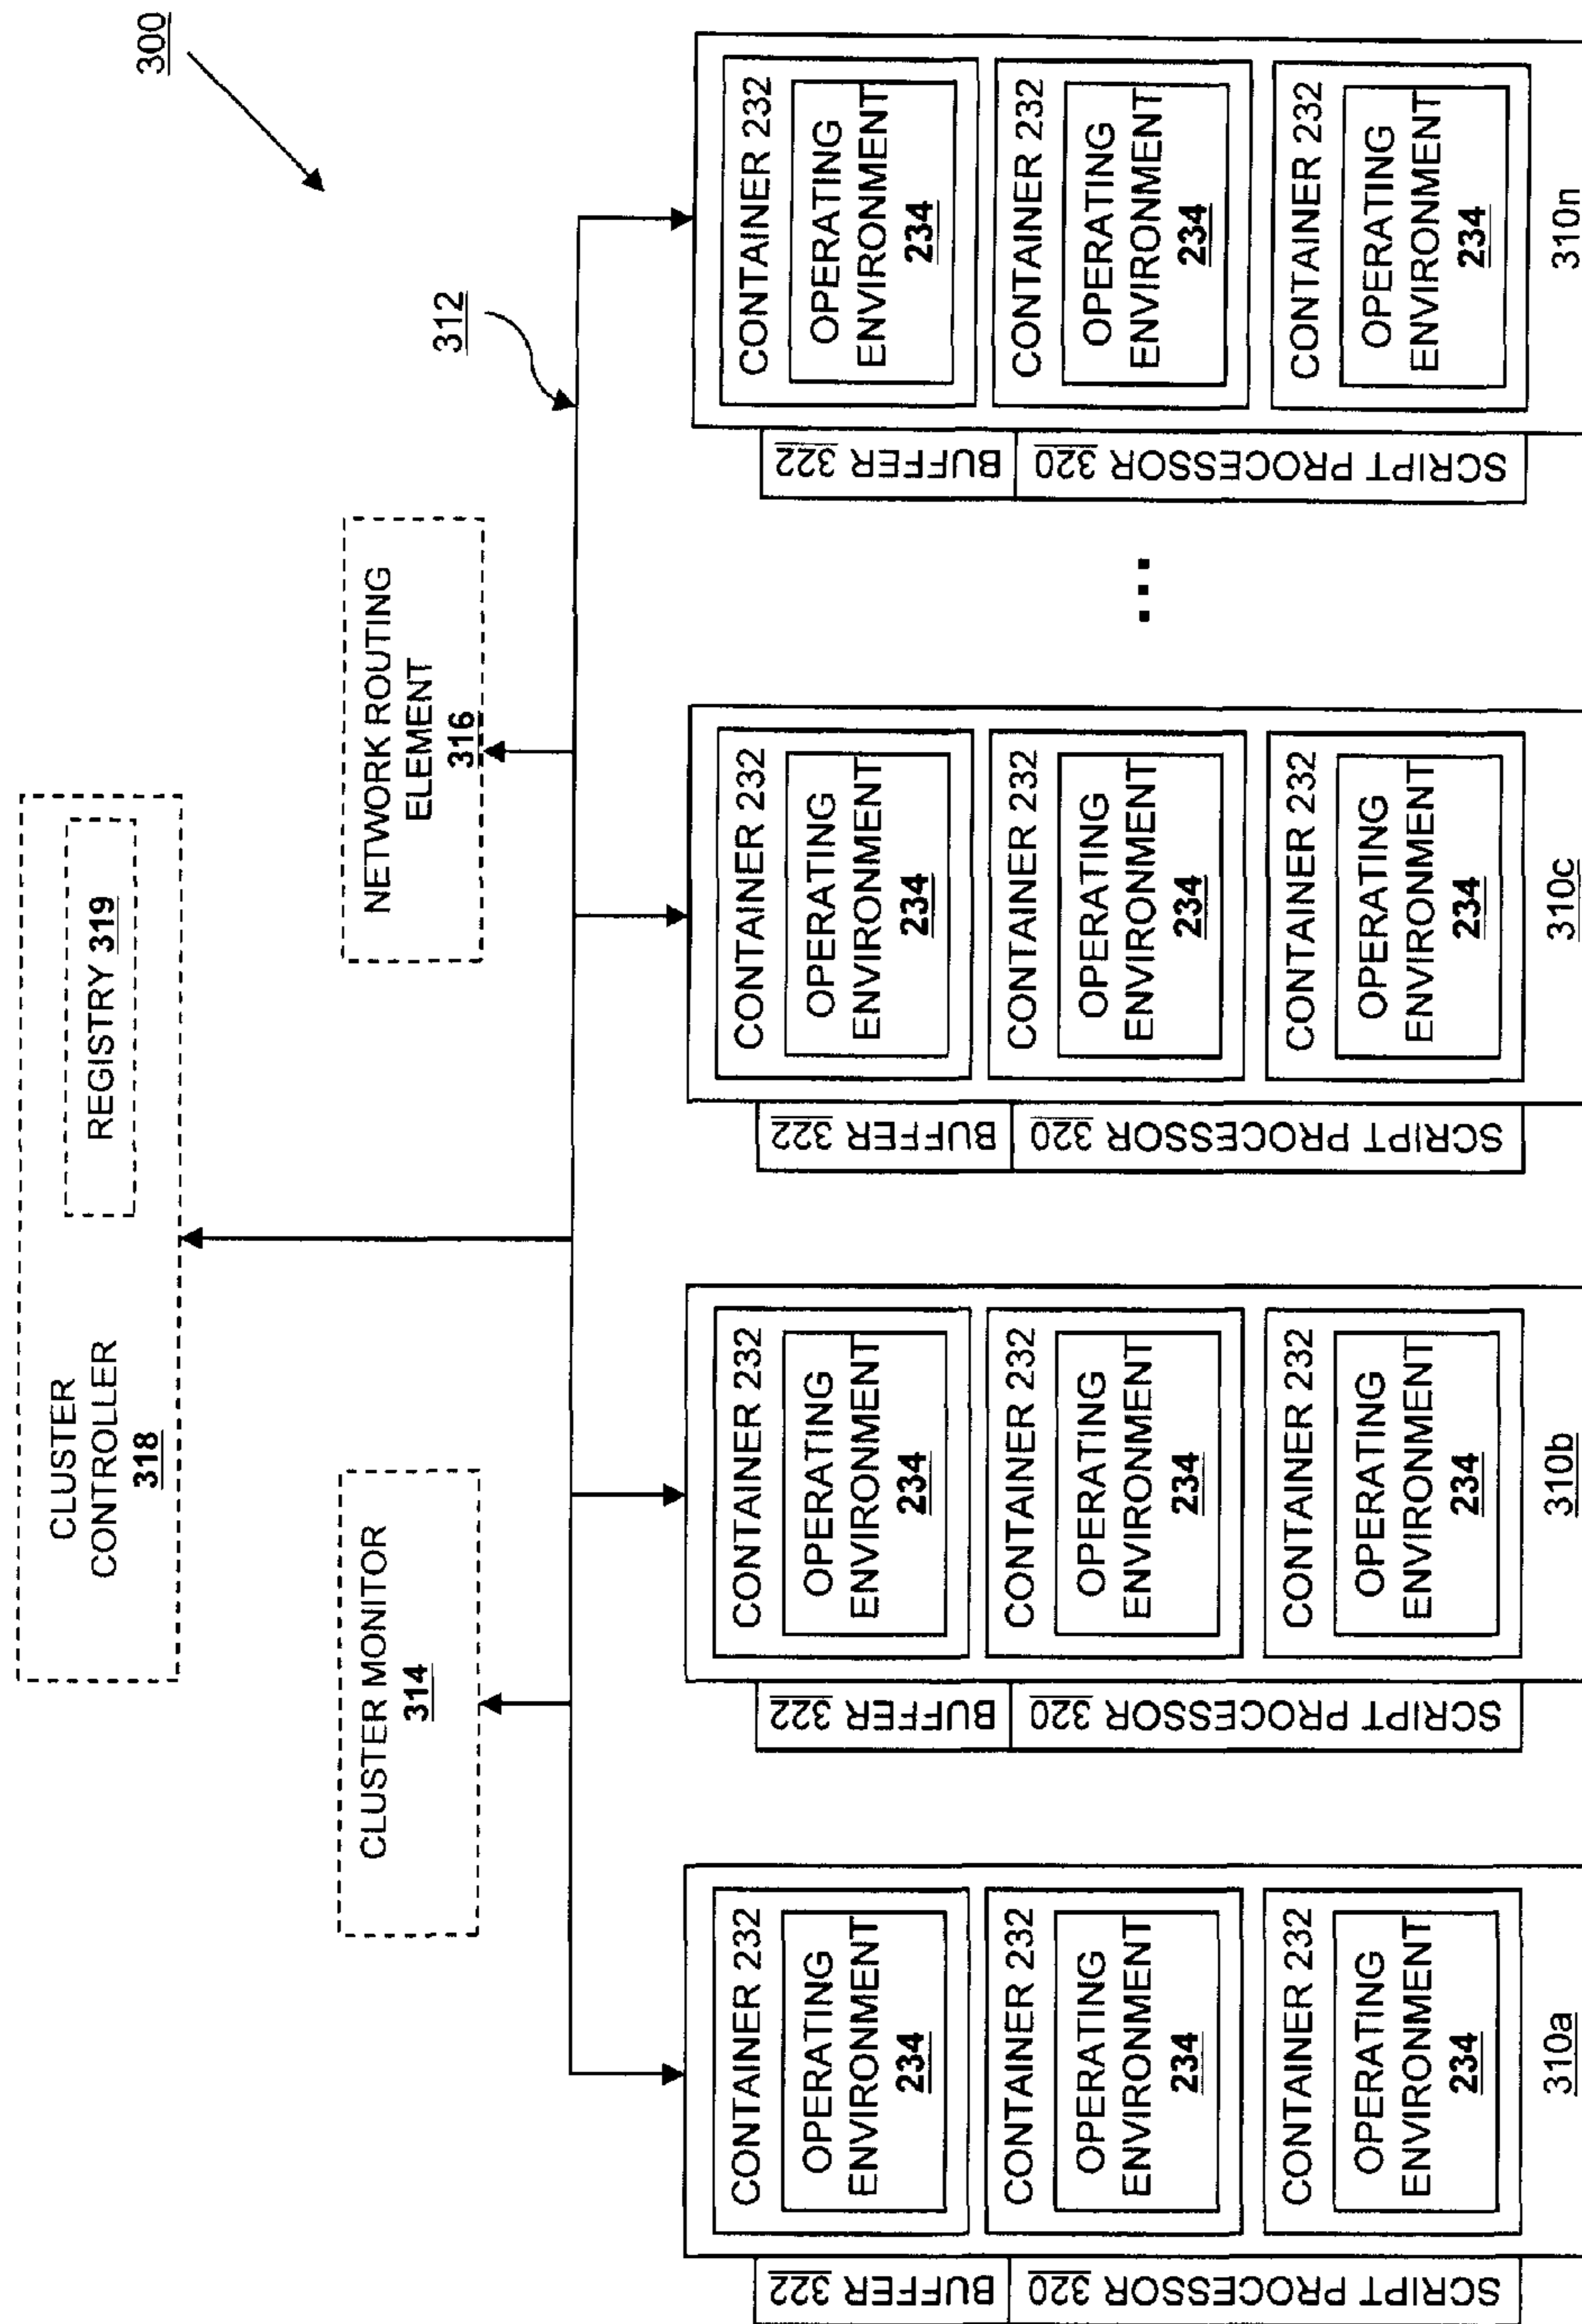 300
CLUSTER
CONTROLLER
318
REGISTRY 319
CLUSTER MONITOR
314
NETWORK ROUTING
ELEMENT
316
312
BUFFER 322
SCRIPT PROCESSOR 320
CONTAINER 232
OPERATING
ENVIRONMENT
234
CONTAINER 232
OPERATING
ENVIRONMENT
234
CONTAINER 232
OPERATING
ENVIRONMENT
234
310a
BUFFER 322
SCRIPT PROCESSOR 320
CONTAINER 232
OPERATING
ENVIRONMENT
234
CONTAINER 232
OPERATING
ENVIRONMENT
234
CONTAINER 232
OPERATING
ENVIRONMENT
234
310b
BUFFER 322
SCRIPT PROCESSOR 320
CONTAINER 232
OPERATING
ENVIRONMENT
234
CONTAINER 232
OPERATING
ENVIRONMENT
234
CONTAINER 232
OPERATING
ENVIRONMENT
234
310c
...
BUFFER 322
SCRIPT PROCESSOR 320
CONTAINER 232
OPERATING
ENVIRONMENT
234
CONTAINER 232
OPERATING
ENVIRONMENT
234
CONTAINER 232
OPERATING
ENVIRONMENT
234
310n